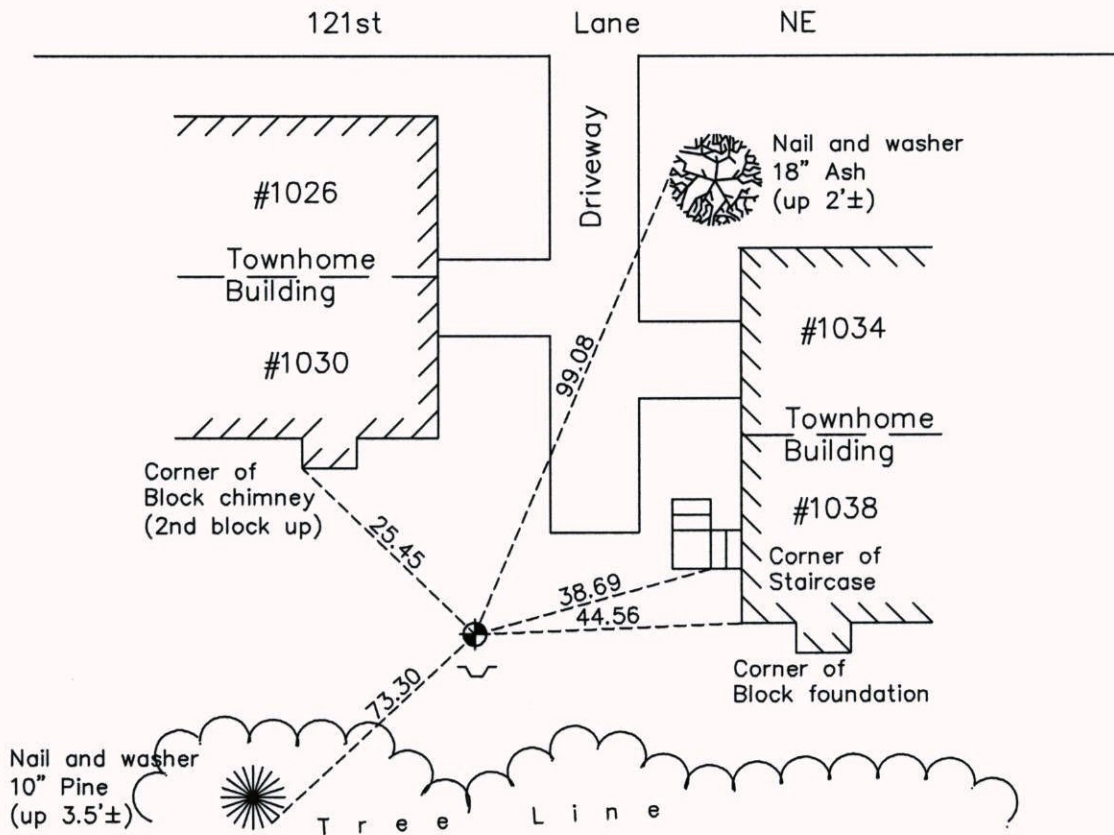 121st Lane NE
Driveway
Nail and washer
18" Ash
(up 2'±)
#1026
Townhome
Building
#1030
#1034
Townhome
Building
#1038
99.08
Corner of
Block chimney
(2nd block up)
25.45
Corner of
Staircase
38.69
44.56
Corner of
Block foundation
73.30
Nail and washer
10" Pine
(up 3.5'±)
Tree Line